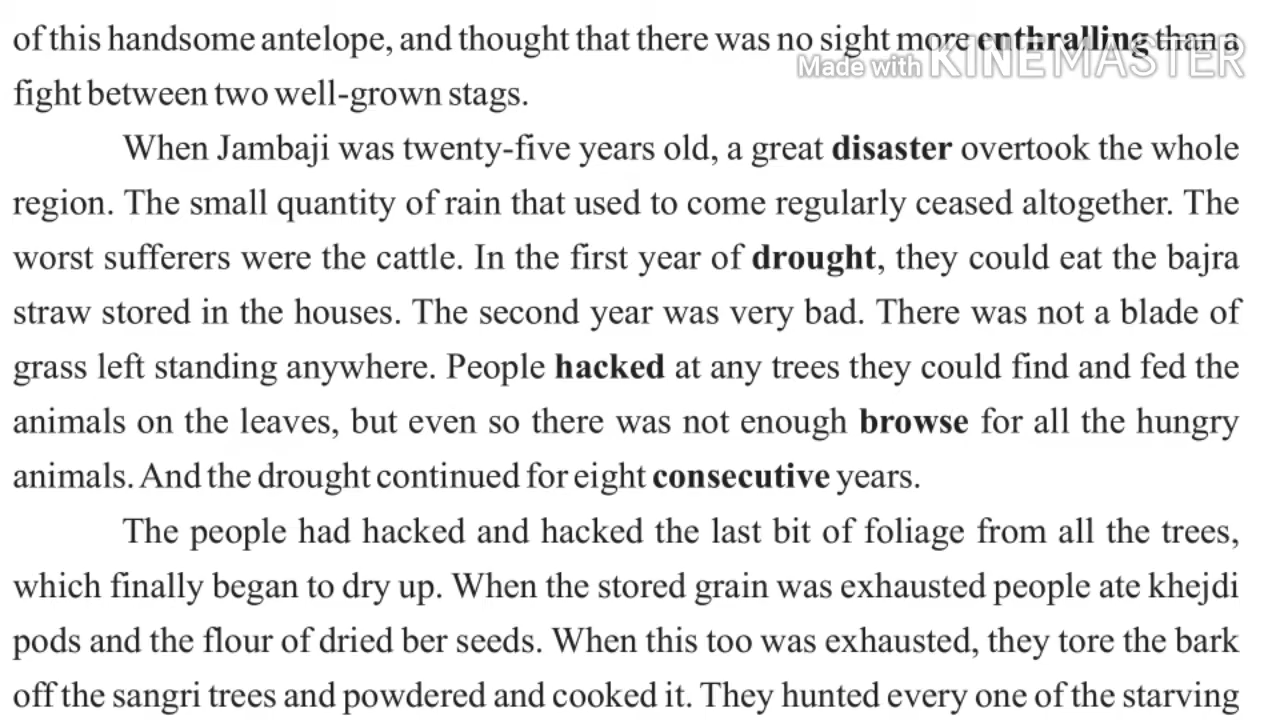 of this handsome antelope, and thought that there was no sight more enthralling than a
Made with KINEMASTER
fight between two well-grown stags.
When Jambaji was twenty-five years old, a great disaster overtook the whole
region. The small quantity of rain that used to come regularly ceased altogether. The
worst sufferers were the cattle. In the first year of drought, they could eat the bajra
straw stored in the houses. The second year was very bad. There was not a blade of
grass left standing anywhere. People hacked at any trees they could find and fed the
animals on the leaves, but even so there was not enough browse for all the hungry
animals. And the drought continued for eight consecutive years.
The people had hacked and hacked the last bit of foliage from all the trees,
which finally began to dry up. When the stored grain was exhausted people ate khejdi
pods and the flour of dried ber seeds. When this too was exhausted, they tore the bark
off the sangri trees and powdered and cooked it. They hunted every one of the starving